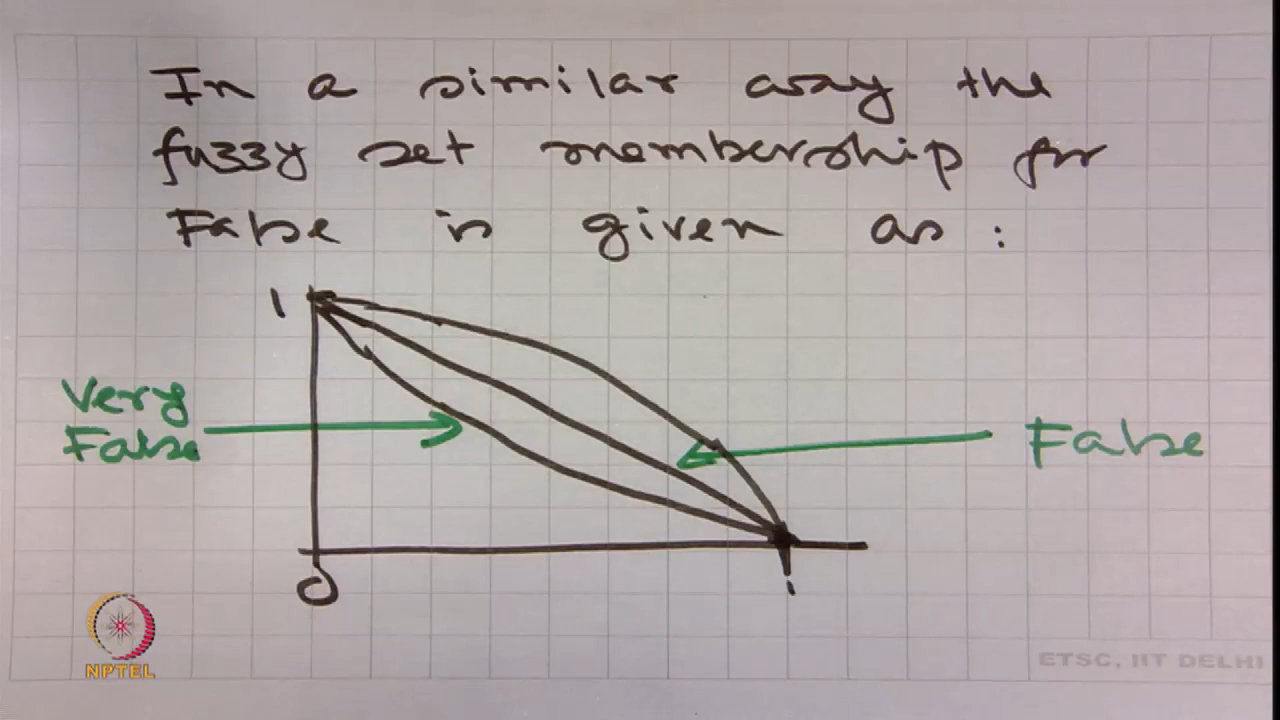 In a similar way the
fuzzy set membership for
False is given as :
1
Very
False
False
0
1
NPTEL
ETSC, IIT DELHI